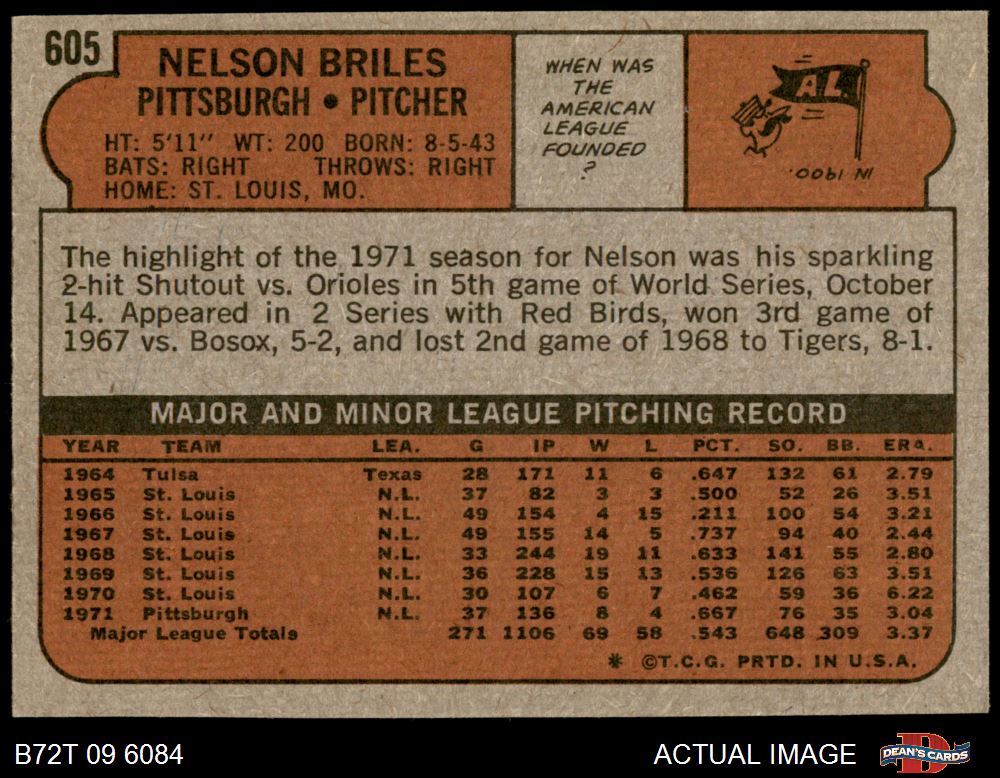 605
NELSON BRILES
PITTSBURGH • PITCHER
HT: 5'11" WT: 200 BORN: 8-5-43
BATS: RIGHT THROWS: RIGHT
HOME: ST. LOUIS, MO.
WHEN WAS
THE
AMERICAN
LEAGUE
FOUNDED
?
AL
IN 1900.
The highlight of the 1971 season for Nelson was his sparkling
2-hit Shutout vs. Orioles in 5th game of World Series, October
14. Appeared in 2 Series with Red Birds, won 3rd game of
1967 vs. Bosox, 5-2, and lost 2nd game of 1968 to Tigers, 8-1.
MAJOR AND MINOR LEAGUE PITCHING RECORD
YEAR TEAM LEA. G IP W L PCT. SO. BB. ERA.
1964 Tulsa Texas 28 171 11 6 .647 132 61 2.79
1965 St. Louis N.L. 37 82 3 3 .500 52 26 3.51
1966 St. Louis N.L. 49 154 4 15 .211 100 54 3.21
1967 St. Louis N.L. 49 155 14 5 .737 94 40 2.44
1968 St. Louis N.L. 33 244 19 11 .633 141 55 2.80
1969 St. Louis N.L. 36 228 15 13 .536 126 63 3.51
1970 St. Louis N.L. 30 107 6 7 .462 59 36 6.22
1971 Pittsburgh N.L. 37 136 8 4 .667 76 35 3.04
Major League Totals 271 1106 69 58 .543 648 309 3.37
* ©T.C.G. PRTD. IN U.S.A.
B72T 09 6084
ACTUAL IMAGE
D
DEAN'S CARDS